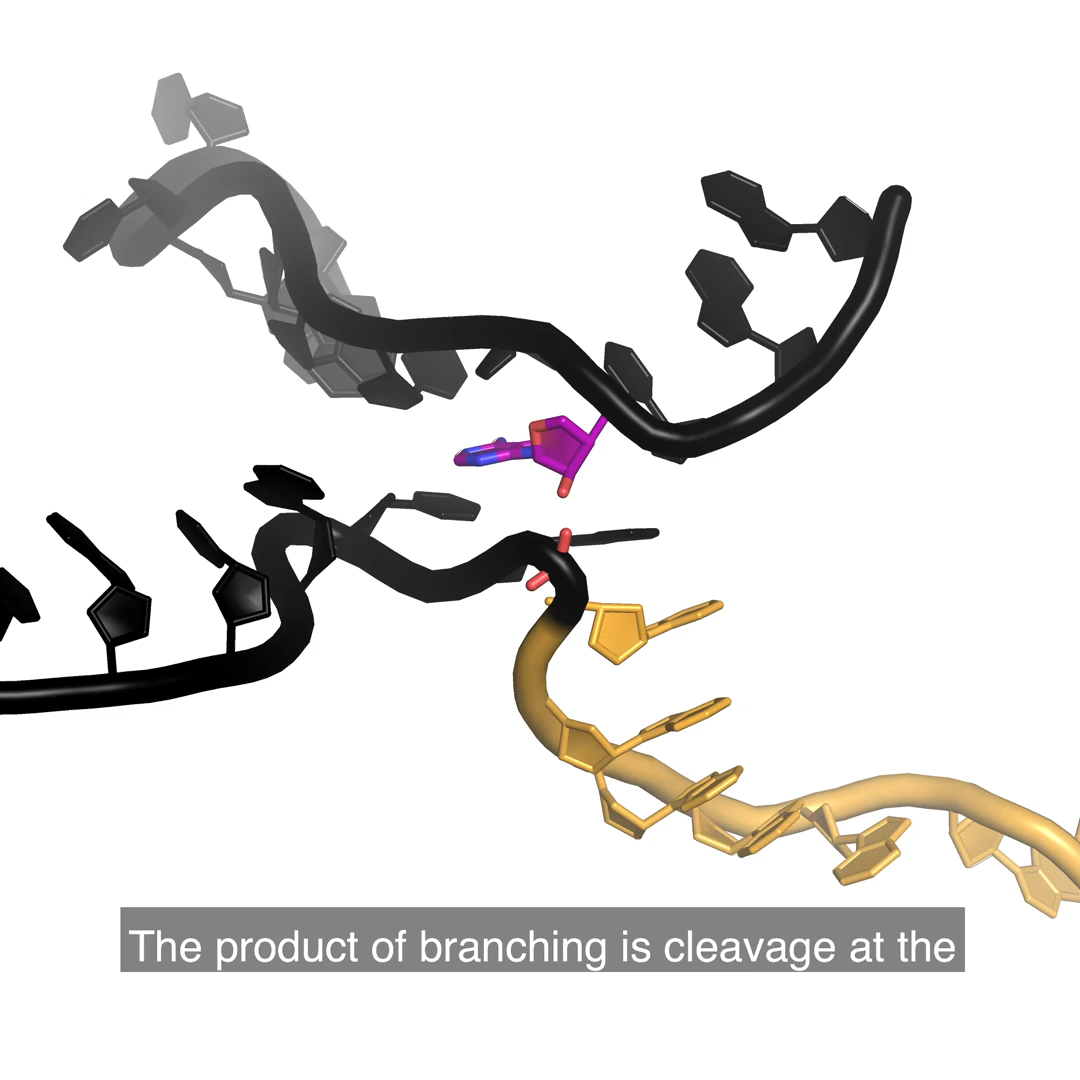 The product of branching is cleavage at the